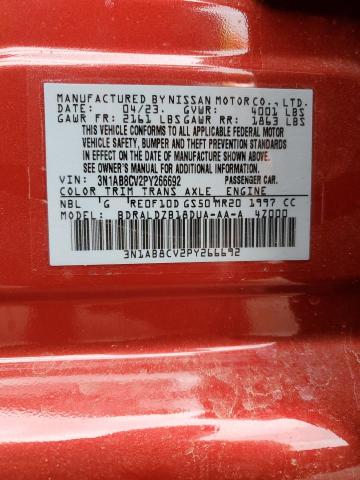 MANUFACTURED BY NISSAN MOTOR CO., LTD.
DATE: 04/23. GVWR: 4001 LBS
GAWR FR: 2161 LBS GAWR RR: 1863 LBS
THIS VEHICLE CONFORMS TO ALL APPLICABLE FEDERAL MOTOR
VEHICLE SAFETY, BUMPER AND THEFT PREVENTION STANDARDS
IN EFFECT ON THE DATE OF MANUFACTURE SHOWN ABOVE.
SEE OWNER'S MANUAL FOR ADDITIONAL INFORMATION.
VIN: 3N1AB8CV2PY266692 PASSENGER CAR.
COLOR TRIM TRANS AXLE ENGINE
NBL G RE0F10D GS50 MR20 1997 CC
MODEL: BDRALDZB18DUA-AA-A 4Z000
3N1AB8CV2PY266692